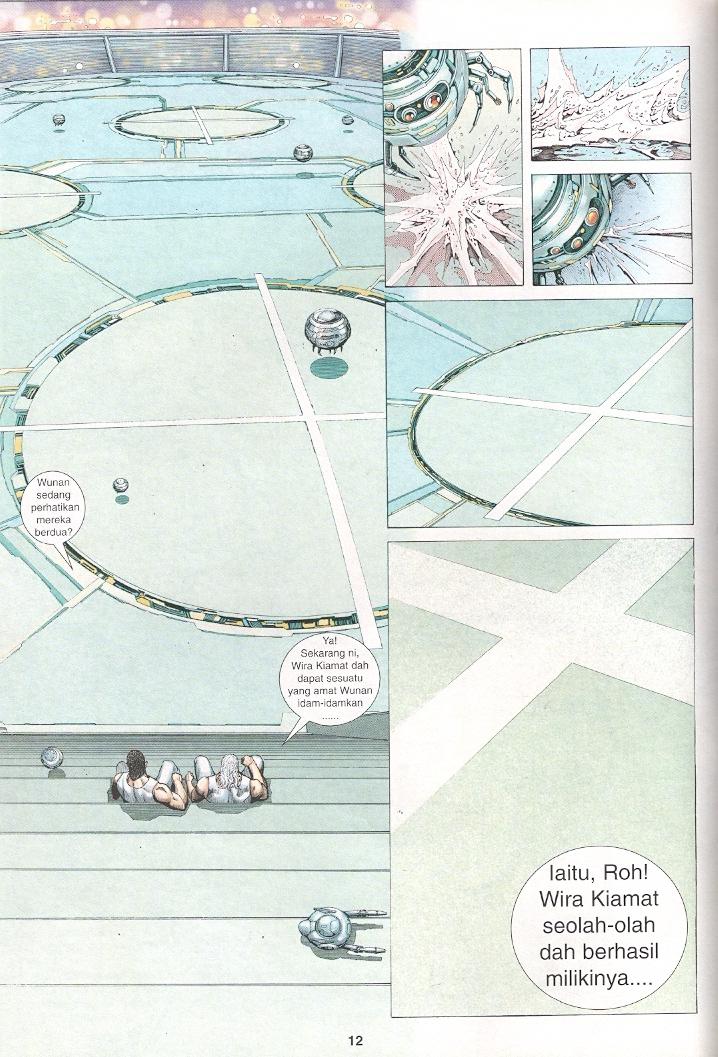 Wunan
sedang
perhatikan
mereka
berdua?
Ya!
Sekarang ni,
Wira Kiamat dah
dapat sesuatu
yang amat Wunan
idam-idamkan
......
Iaitu, Roh!
Wira Kiamat
seolah-olah
dah berhasil
milikinya....
12